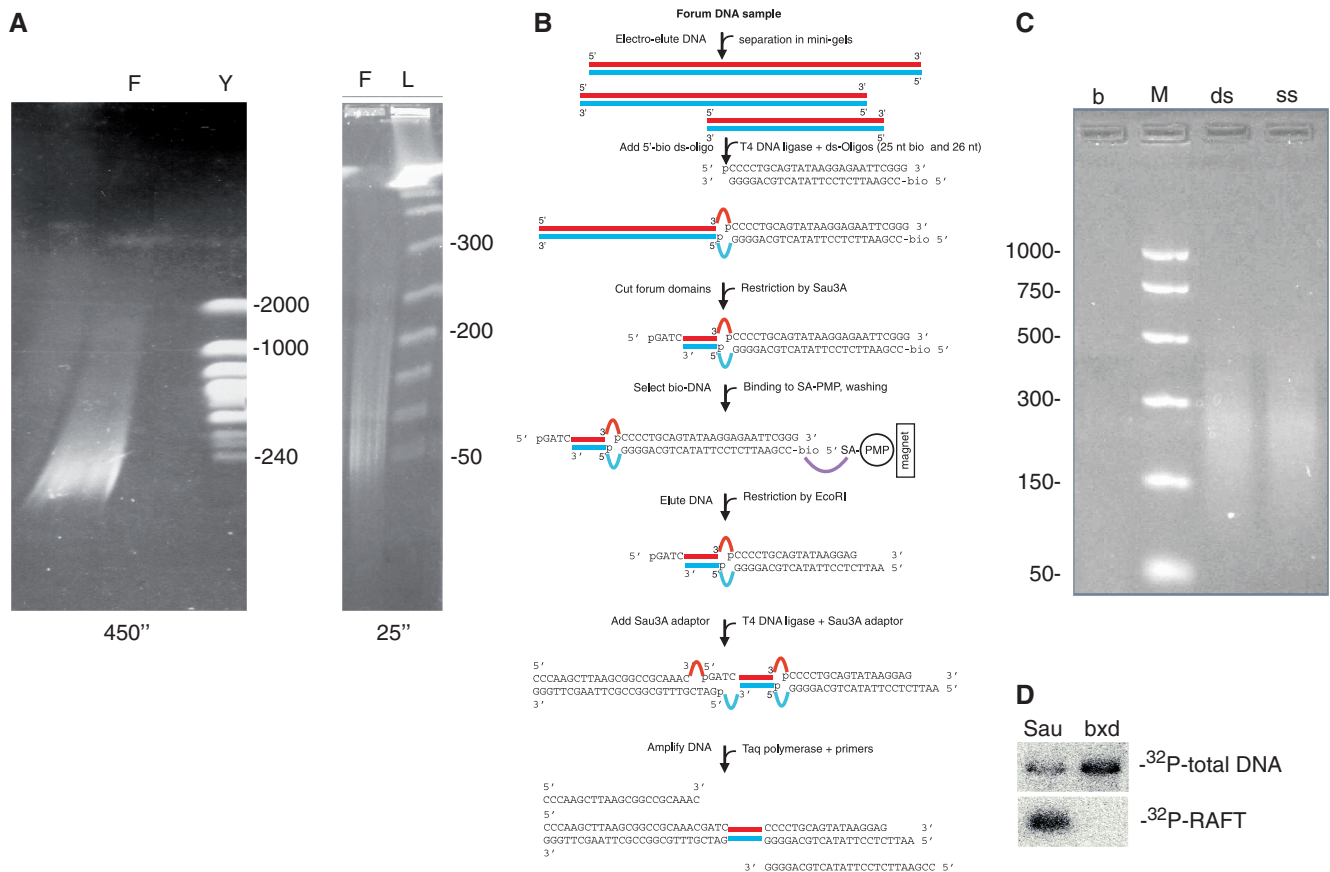 A
F Y
-2000
-1000
-240
450’’
F L
-300
-200
-50
25’’
B
Forum DNA sample
Electro-elute DNA separation in mini-gels
5' 3'
5'
5' 3'
3' 5'
5' 3'
3' 5'
Add 5'-bio ds-oligo T4 DNA ligase + ds-Oligos (25 nt bio and 26 nt)
5' pCCCCTGCAGTATAAGGAGAATTCGGG 3'
3' GGGGACGTCATATTCCTCTTAAGCC-bio 5'
5' 3' pCCCCTGCAGTATAAGGAGAATTCGGG 3'
3' 5' p GGGGACGTCATATTCCTCTTAAGCC-bio 5'
Cut forum domains Restriction by Sau3A
5' pGATC 3' pCCCCTGCAGTATAAGGAGAATTCGGG 3'
3' 5' p GGGGACGTCATATTCCTCTTAAGCC-bio 5'
Select bio-DNA Binding to SA-PMP, washing
5' pGATC 3' pCCCCTGCAGTATAAGGAGAATTCGGG 3'
3' 5' p GGGGACGTCATATTCCTCTTAAGCC-bio 5' SA- PMP magnet
Elute DNA Restriction by EcoRI
5' pGATC 3' pCCCCTGCAGTATAAGGAG 3'
3' 5' p GGGGACGTCATATTCCTCTTAA 5'
Add Sau3A adaptor T4 DNA ligase + Sau3A adaptor
5' 3' 5' 3'
CCCAAGCTTAAGCGGCCGCAAAC pGATC pCCCCTGCAGTATAAGGAG 3'
GGGTTCGAATTCGCCGGCGTTTGCTAGp p GGGGACGTCATATTCCTCTTAA 5'
3' 5' 3' 5'
Amplify DNA Taq polymerase + primers
5' 3'
CCCAAGCTTAAGCGGCCGCAAAC
5'
CCCAAGCTTAAGCGGCCGCAAACGATC CCCCTGCAGTATAAGGAG 3'
GGGTTCGAATTCGCCGGCGTTTGCTAG GGGGACGTCATATTCCTCTTAA 5'
3'
3' GGGGACGTCATATTCCTCTTAAGCC 5'
C
b M ds ss
1000-
750-
500-
300-
150-
50-
D
Sau bxd
-32P-total DNA
-32P-RAFT